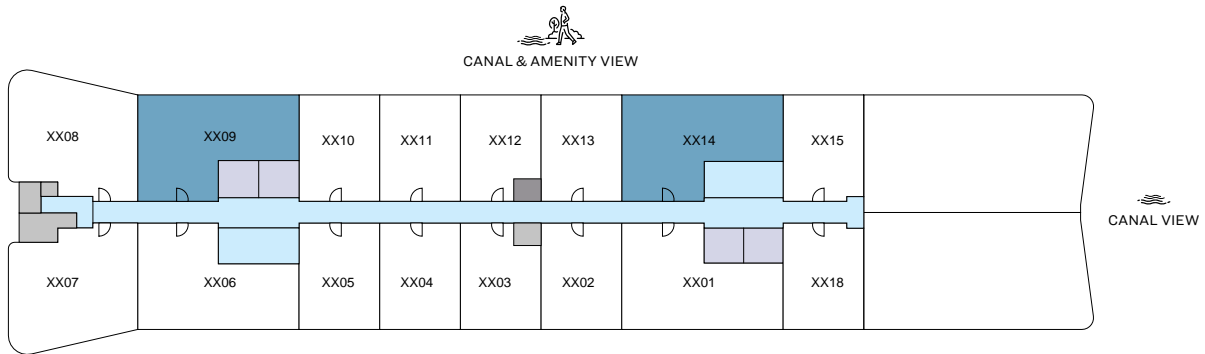 CANAL & AMENITY VIEW
XX08
XX09
XX10
XX11
XX12
XX13
XX14
XX15
CANAL VIEW
XX07
XX06
XX05
XX04
XX03
XX02
XX01
XX18